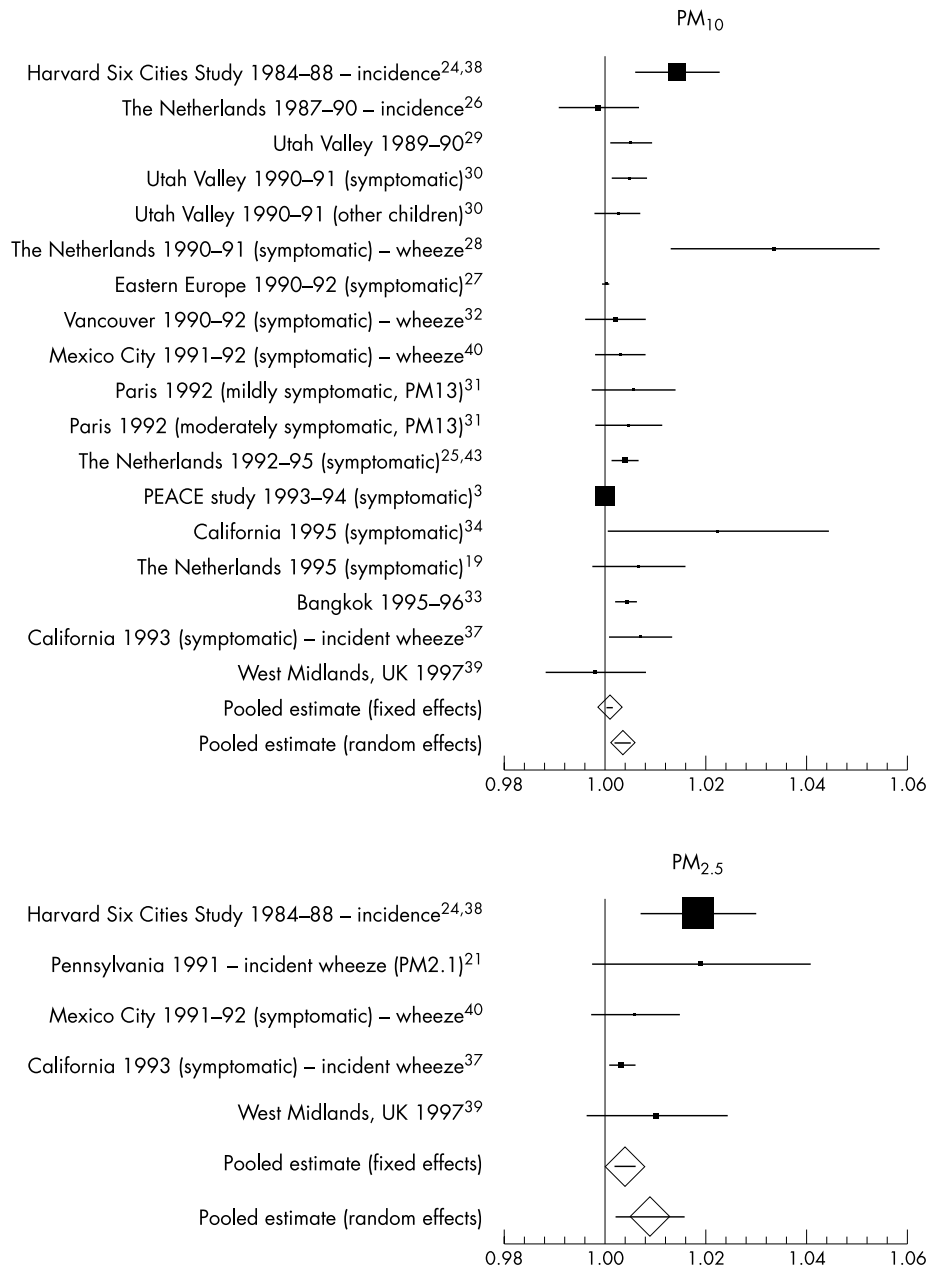 PM₁₀
Harvard Six Cities Study 1984–88 – incidence²⁴,³⁸
The Netherlands 1987–90 – incidence²⁶
Utah Valley 1989–90²⁹
Utah Valley 1990–91 (symptomatic)³⁰
Utah Valley 1990–91 (other children)³⁰
The Netherlands 1990–91 (symptomatic) – wheeze²⁸
Eastern Europe 1990–92 (symptomatic)²⁷
Vancouver 1990–92 (symptomatic) – wheeze³²
Mexico City 1991–92 (symptomatic) – wheeze⁴⁰
Paris 1992 (mildly symptomatic, PM13)³¹
Paris 1992 (moderately symptomatic, PM13)³¹
The Netherlands 1992–95 (symptomatic)²⁵,⁴³
PEACE study 1993–94 (symptomatic)³
California 1995 (symptomatic)³⁴
The Netherlands 1995 (symptomatic)¹⁹
Bangkok 1995–96³³
California 1993 (symptomatic) – incident wheeze³⁷
West Midlands, UK 1997³⁹
Pooled estimate (fixed effects)
Pooled estimate (random effects)
0.98 1.00 1.02 1.04 1.06
PM₂.₅
Harvard Six Cities Study 1984–88 – incidence²⁴,³⁸
Pennsylvania 1991 – incident wheeze (PM2.1)²¹
Mexico City 1991–92 (symptomatic) – wheeze⁴⁰
California 1993 (symptomatic) – incident wheeze³⁷
West Midlands, UK 1997³⁹
Pooled estimate (fixed effects)
Pooled estimate (random effects)
0.98 1.00 1.02 1.04 1.06